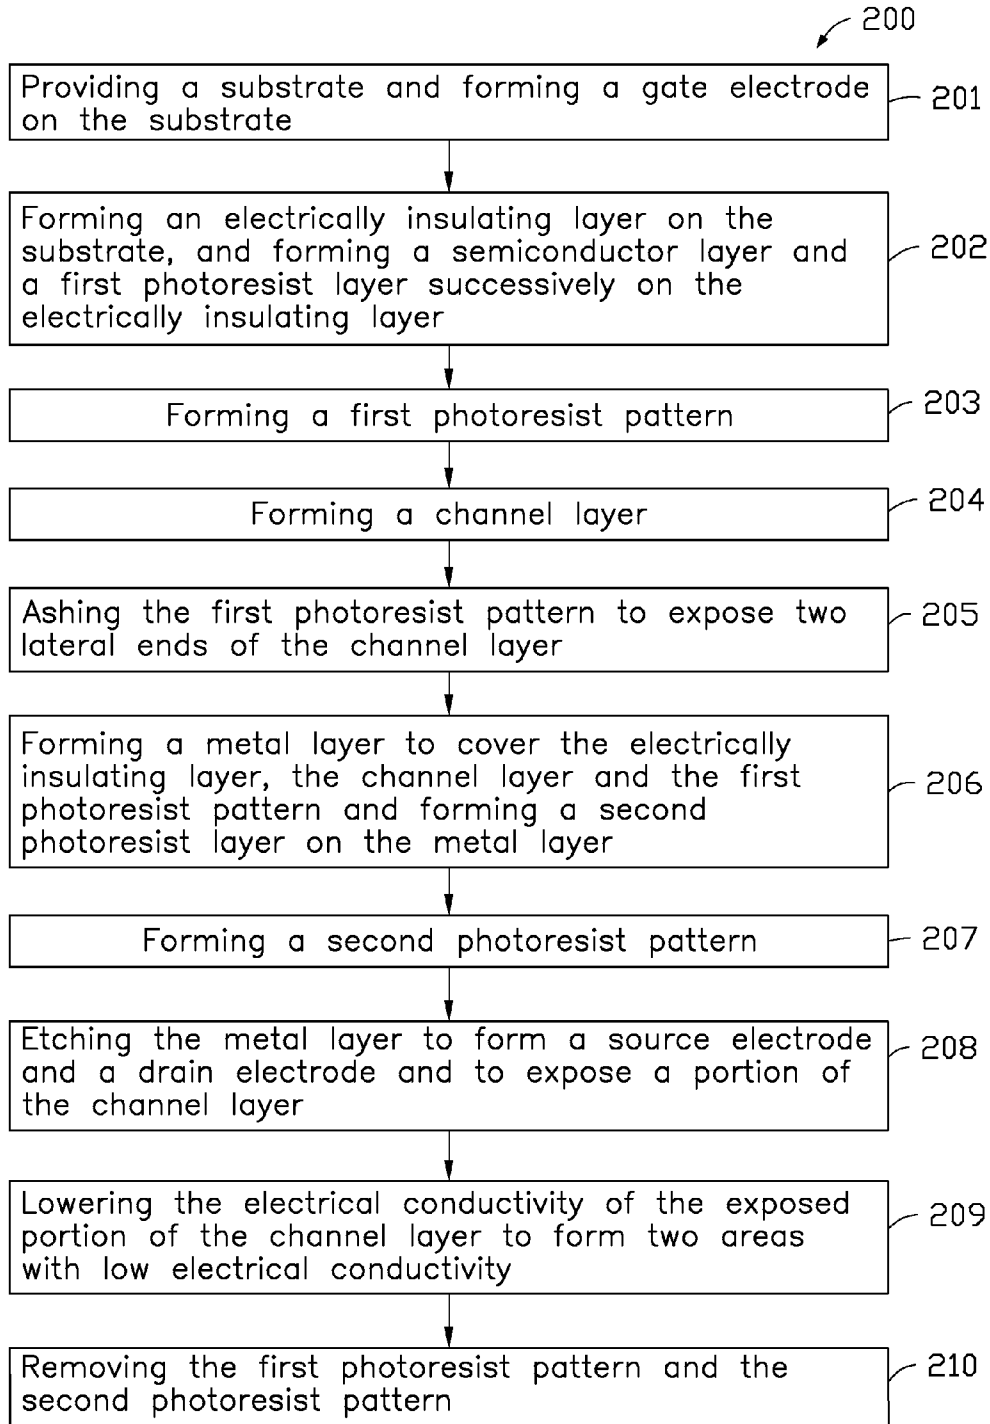 200
Providing a substrate and forming a gate electrode
on the substrate
201
Forming an electrically insulating layer on the
substrate, and forming a semiconductor layer and
a first photoresist layer successively on the
electrically insulating layer
202
Forming a first photoresist pattern
203
Forming a channel layer
204
Ashing the first photoresist pattern to expose two
lateral ends of the channel layer
205
Forming a metal layer to cover the electrically
insulating layer, the channel layer and the first
photoresist pattern and forming a second
photoresist layer on the metal layer
206
Forming a second photoresist pattern
207
Etching the metal layer to form a source electrode
and a drain electrode and to expose a portion of
the channel layer
208
Lowering the electrical conductivity of the exposed
portion of the channel layer to form two areas
with low electrical conductivity
209
Removing the first photoresist pattern and the
second photoresist pattern
210